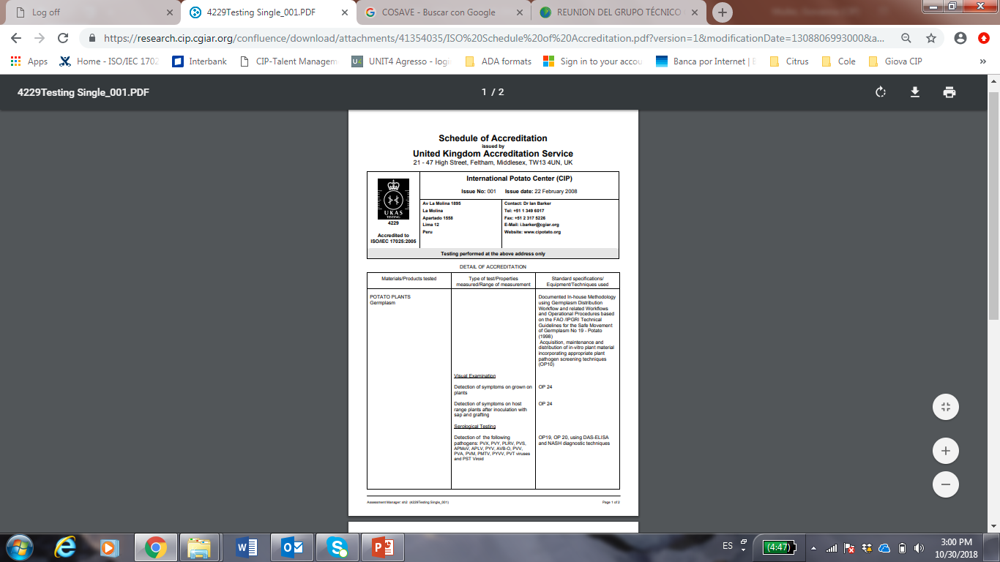 Log off
4229Testing Single_001.PDF
COSAVE - Buscar con Google
REUNION DEL GRUPO TÉCNICO
https://research.cip.cgiar.org/confluence/download/attachments/41354035/ISO%20Schedule%20of%20Accreditation.pdf?version=1&modificationDate=1308806993000&a...
Apps
Home - ISO/IEC 1702
Interbank
CIP-Talent Managem
UNIT4 Agresso - logi
ADA formats
Sign in to your accou
Banca por Internet |
Citrus
Cole
Giova CIP
»
4229Testing Single_001.PDF
1 / 2
Schedule of Accreditation
issued by
United Kingdom Accreditation Service
21 - 47 High Street, Feltham, Middlesex, TW13 4UN, UK
UKAS
TESTING
4229
Accredited to
ISO/IEC 17025:2005
International Potato Center (CIP)
Issue No: 001 Issue date: 22 February 2008
Av La Molina 1895
La Molina
Apartado 1558
Lima 12
Peru
Contact: Dr Ian Barker
Tel: +51 1 349 6017
Fax: +51 2 317 5226
E-Mail: i.barker@cgiar.org
Website: www.cipotato.org
Testing performed at the above address only
DETAIL OF ACCREDITATION
Materials/Products tested
Type of test/Properties
measured/Range of measurement
Standard specifications/
Equipment/Techniques used
POTATO PLANTS
Germplasm
Documented In-house Methodology
using Germplasm Distribution
Workflow and related Workflows
and Operational Procedures based
on the FAO /IPGRI Technical
Guidelines for the Safe Movement
of Germplasm No 19 - Potato
(1998)
Acquisition, maintenance and
distribution of in-vitro plant material
incorporating appropriate plant
pathogen screening techniques
(OP10)
Visual Examination
Detection of symptoms on grown on
plants
OP 24
Detection of symptoms on host
range plants after inoculation with
sap and grafting
OP 24
Serological Testing
Detection of the following
pathogens: PVX, PVY, PLRV, PVS,
APMoV, APLV, PYV, AVB-O, PVV,
PVA, PVM, PMTV, PYVV, PVT viruses
and PST Viroid
OP19, OP 20, using DAS-ELISA
and NASH diagnostic techniques
Assessment Manager: sh2 (4229Testing Single_001)
Page 1 of 2
ES
(4:47)
3:00 PM
10/30/2018